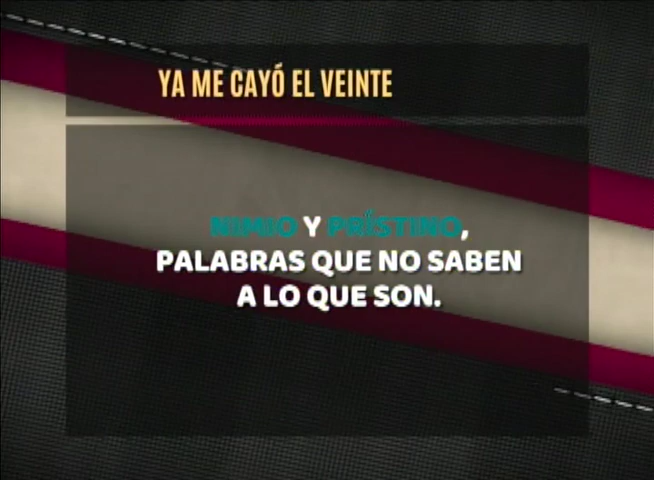 YA ME CAYÓ EL VEINTE
NIMIO Y PRÍSTINO,
PALABRAS QUE NO SABEN
A LO QUE SON.